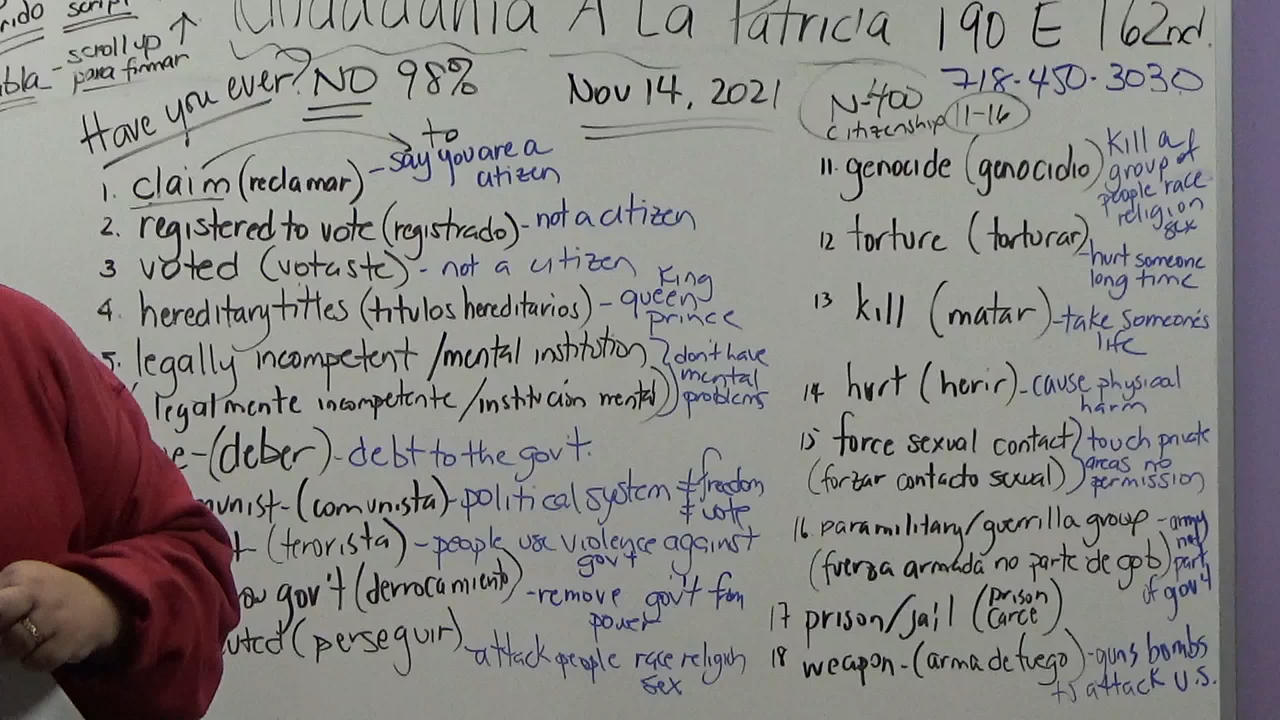 Ciudadanía A La Patricia 190 E 162nd.
718-450-3030
script
scroll up ↑
para firmar
Have you ever? NO 98%
Nov 14, 2021
N-400
citizenship 11-16
1. claim (reclamar) - to say you are a citizen
2. registered to vote (registrado) - not a citizen
3 voted (votaste) - not a citizen
4. hereditary titles (titulos hereditarios) - King queen prince
5. legally incompetent /mental institution
legalmente incompetente /institución mental) don't have mental problems
(deber) - debt to the gov't.
(comunista) - political system ≠ freedom ≠ vote
(terorista) - people use violence against gov't
gov't (derrocamiento) - remove gov't from power
(perseguir) - attack people race religion sex
11. genocide (genocidio) Kill a group of people race religion sex
12 torture (torturar) - hurt someone long time
13 kill (matar) - take someone's life
14 hurt (herir) - cause physical harm
15 force sexual contact) touch private
(forzar contacto sexual) areas no permission
16. paramilitary/guerrilla group - army
(fuerza armada no parte de gob) not part of gov't
17 prison/jail (prison Carce)
18 weapon - (arma de fuego) - guns bombs to attack U.S.